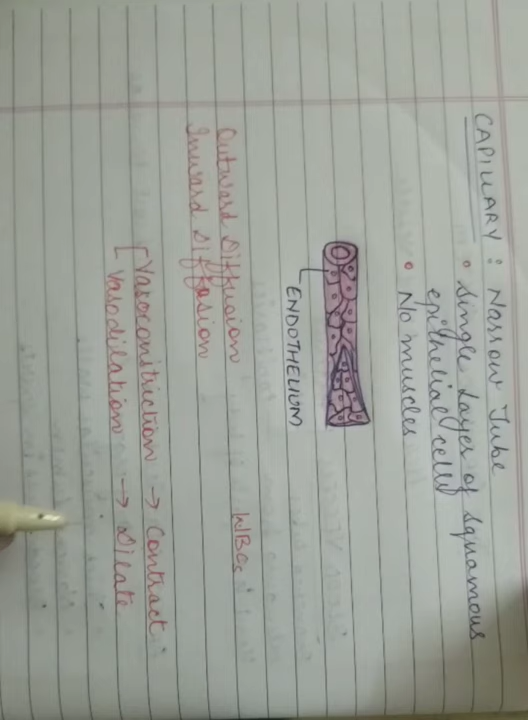 CAPILLARY : Narrow Tube
• Single Layer of Squamous
epithelial cells
• No muscles
ENDOTHELIUM
Outward Diffusion WBCs
Inward Diffusion
[ Vasoconstriction → Contract
Vasodilation → Dilate